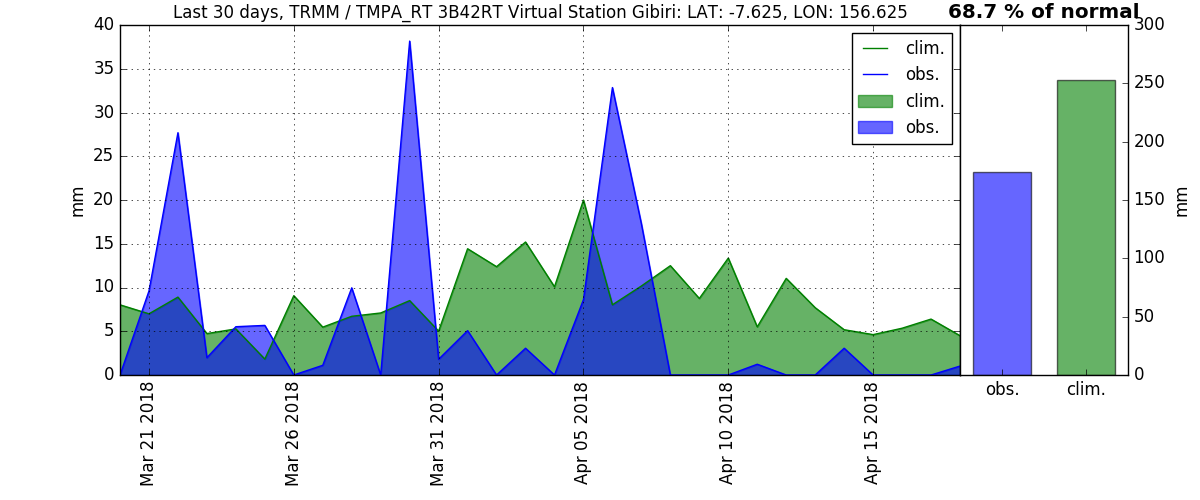 Last 30 days, TRMM / TMPA_RT 3B42RT Virtual Station Gibiri: LAT: -7.625, LON: 156.625
68.7 % of normal
40
35
30
25
20
15
10
5
0
mm
clim.
obs.
clim.
obs.
Mar 21 2018
Mar 26 2018
Mar 31 2018
Apr 05 2018
Apr 10 2018
Apr 15 2018
300
250
200
150
100
50
0
mm
obs.
clim.